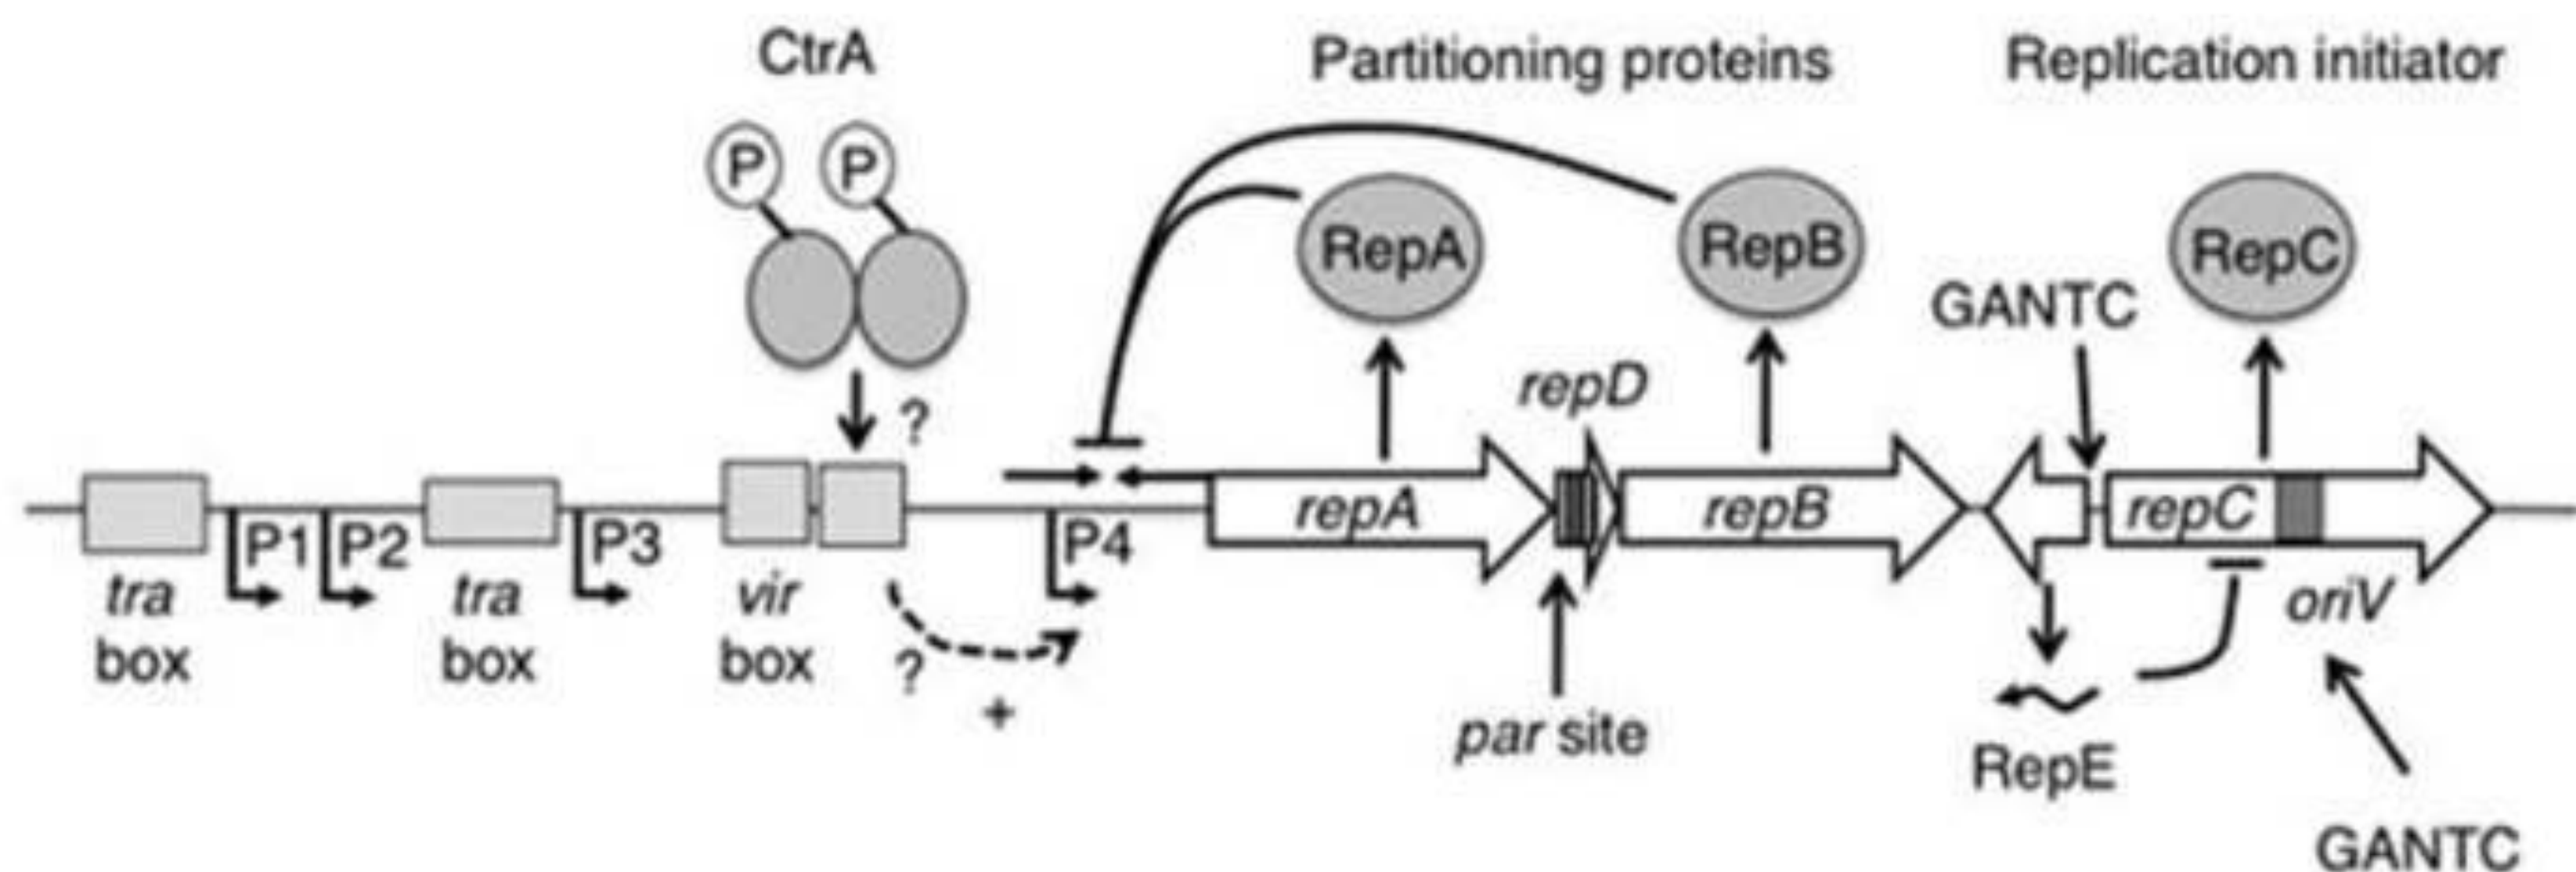 CtrA
Partitioning proteins
Replication initiator
P
P
RepA
RepB
RepC
GANTC
repD
?
repA
repB
repC
P1
P2
P3
P4
tra
box
tra
box
vir
box
?
+
par site
oriV
RepE
GANTC